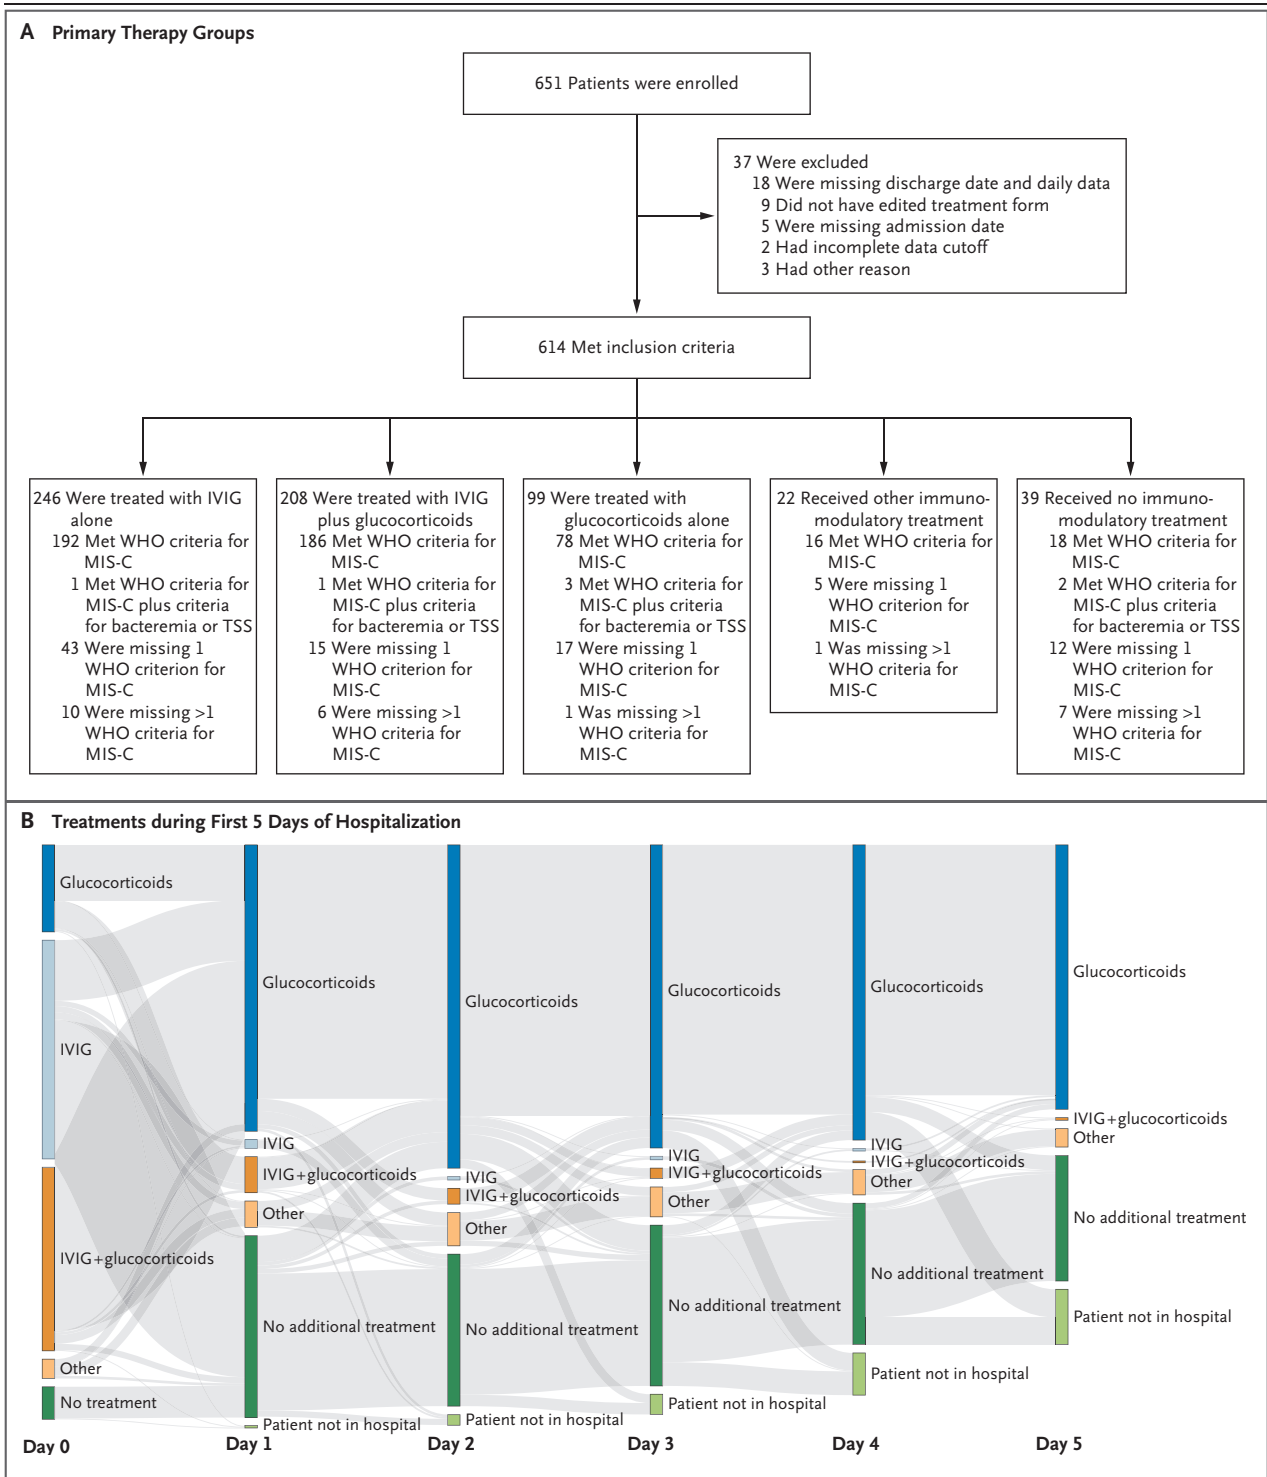 A Primary Therapy Groups
651 Patients were enrolled
37 Were excluded
18 Were missing discharge date and daily data
9 Did not have edited treatment form
5 Were missing admission date
2 Had incomplete data cutoff
3 Had other reason
614 Met inclusion criteria
246 Were treated with IVIG
alone
192 Met WHO criteria for
MIS-C
1 Met WHO criteria for
MIS-C plus criteria
for bacteremia or TSS
43 Were missing 1
WHO criterion for
MIS-C
10 Were missing >1
WHO criteria for
MIS-C
208 Were treated with IVIG
plus glucocorticoids
186 Met WHO criteria for
MIS-C
1 Met WHO criteria for
MIS-C plus criteria
for bacteremia or TSS
15 Were missing 1
WHO criterion for
MIS-C
6 Were missing >1
WHO criteria for
MIS-C
99 Were treated with
glucocorticoids alone
78 Met WHO criteria for
MIS-C
3 Met WHO criteria for
MIS-C plus criteria
for bacteremia or TSS
17 Were missing 1
WHO criterion for
MIS-C
1 Was missing >1
WHO criteria for
MIS-C
22 Received other immuno-
modulatory treatment
16 Met WHO criteria for
MIS-C
5 Were missing 1
WHO criterion for
MIS-C
1 Was missing >1
WHO criteria for
MIS-C
39 Received no immuno-
modulatory treatment
18 Met WHO criteria for
MIS-C
2 Met WHO criteria for
MIS-C plus criteria
for bacteremia or TSS
12 Were missing 1
WHO criterion for
MIS-C
7 Were missing >1
WHO criteria for
MIS-C
B Treatments during First 5 Days of Hospitalization
Glucocorticoids
IVIG
IVIG+glucocorticoids
Other
No treatment
Day 0
Glucocorticoids
IVIG
IVIG+glucocorticoids
Other
No additional treatment
Patient not in hospital
Day 1
Glucocorticoids
IVIG
IVIG+glucocorticoids
Other
No additional treatment
Patient not in hospital
Day 2
Glucocorticoids
IVIG
IVIG+glucocorticoids
Other
No additional treatment
Patient not in hospital
Day 3
Glucocorticoids
IVIG
IVIG+glucocorticoids
Other
No additional treatment
Patient not in hospital
Day 4
Glucocorticoids
IVIG+glucocorticoids
Other
No additional treatment
Patient not in hospital
Day 5